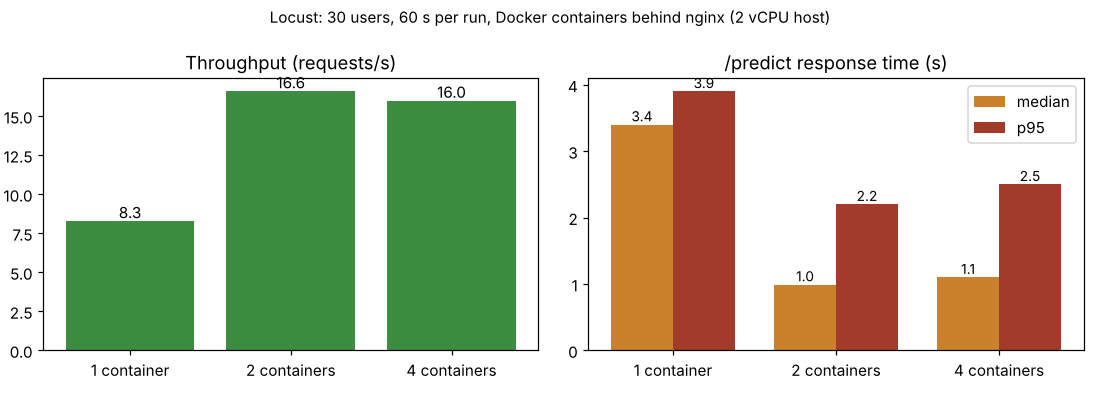 Locust: 30 users, 60 s per run, Docker containers behind nginx (2 vCPU host)
Throughput (requests/s)
16.6
16.0
8.3
15.0
12.5
10.0
7.5
5.0
2.5
0.0
1 container
2 containers
4 containers
/predict response time (s)
3.9
3.4
2.2
1.0
2.5
1.1
median
p95
4
3
2
1
0
1 container
2 containers
4 containers